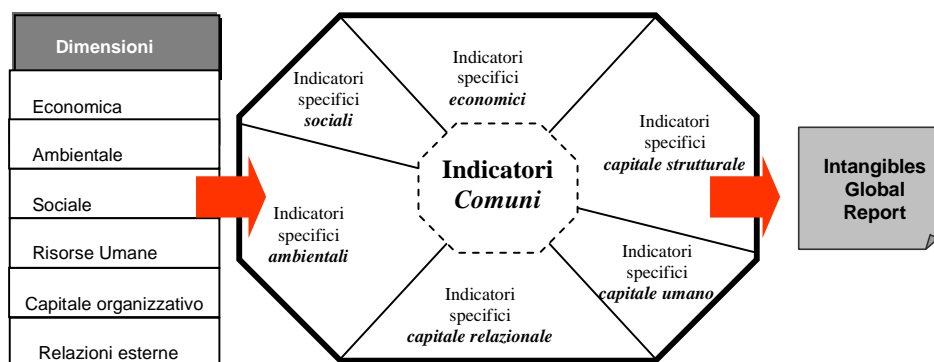 Dimensioni
Economica
Ambientale
Sociale
Risorse Umane
Capitale organizzativo
Relazioni esterne
Indicatori
specifici
sociali
Indicatori
specifici
economici
Indicatori
specifici
capitale strutturale
Indicatori
Comuni
Indicatori
specifici
ambientali
Indicatori
specifici
capitale relazionale
Indicatori
specifici
capitale umano
Intangibles
Global
Report